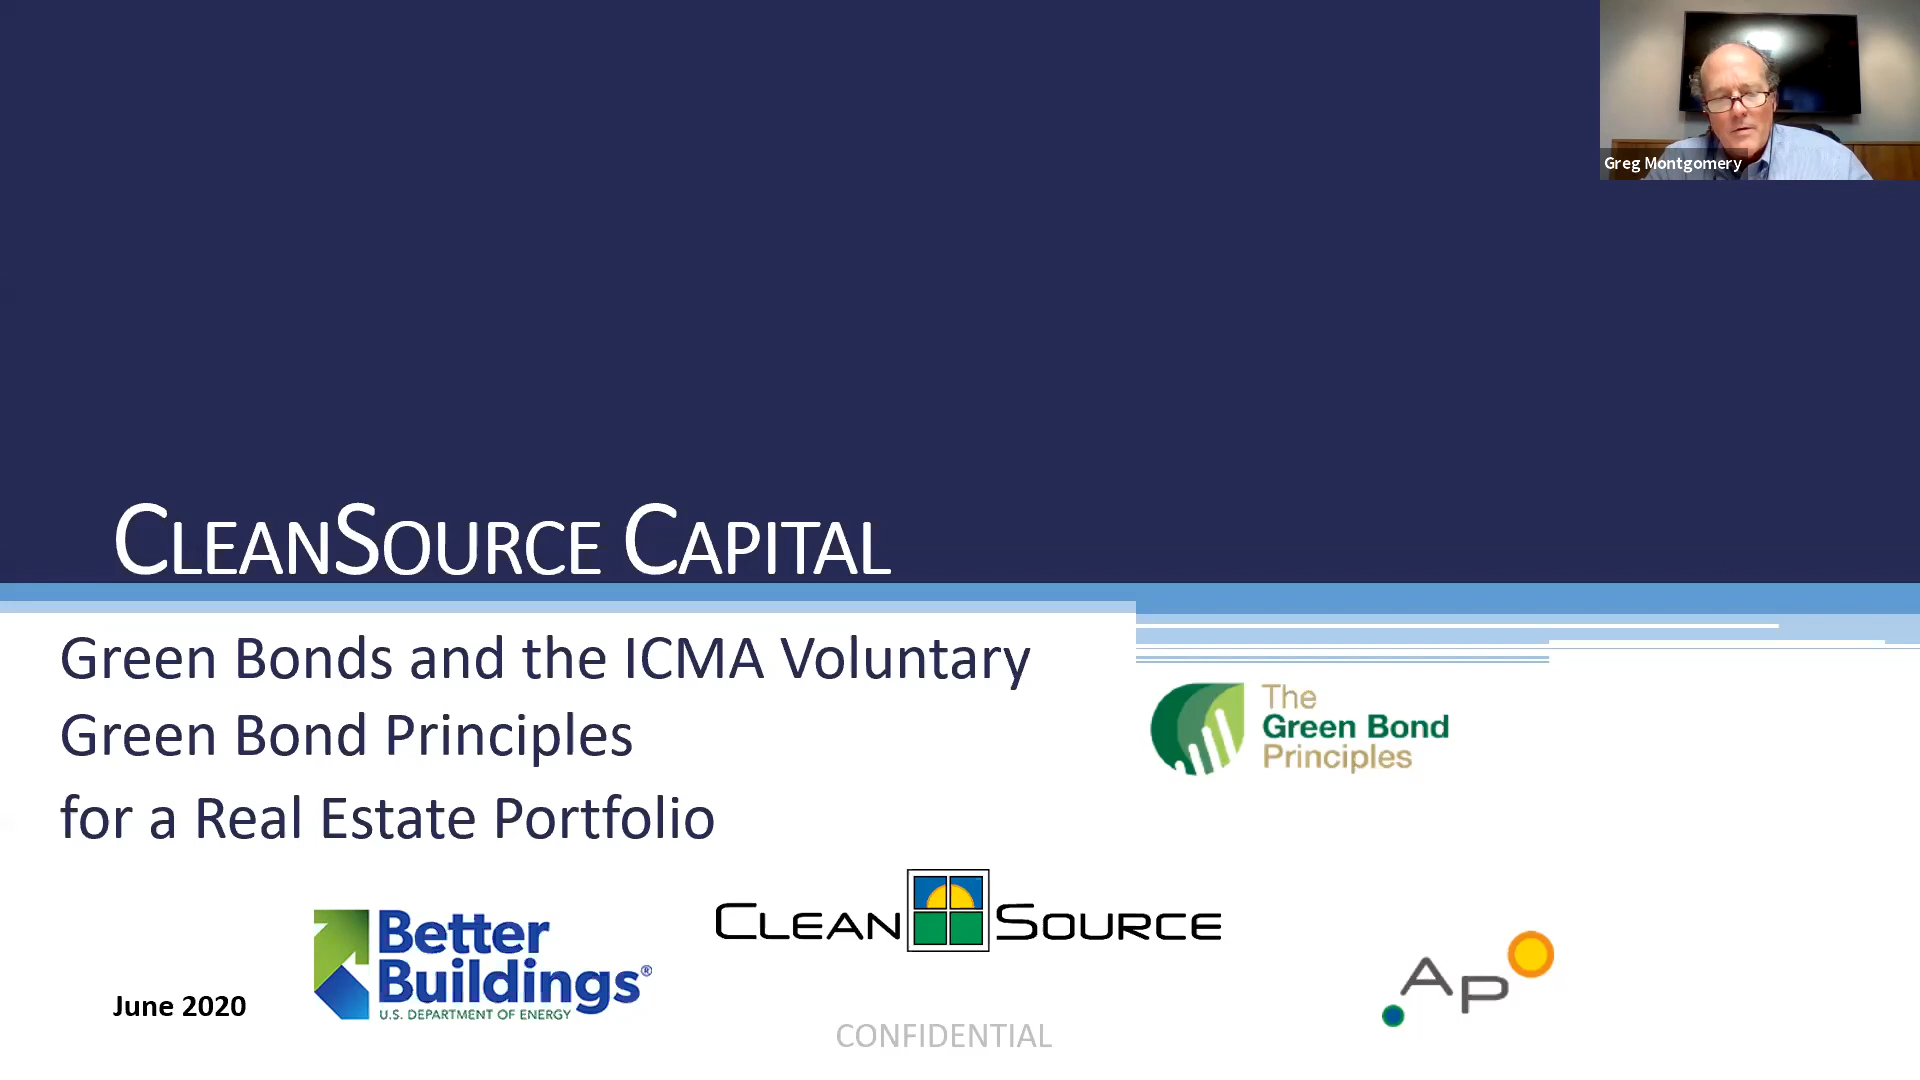 Greg Montgomery
CLEANSOURCE CAPITAL
Green Bonds and the ICMA Voluntary
Green Bond Principles
for a Real Estate Portfolio
The
Green Bond
Principles
CLEAN SOURCE
Better
Buildings®
U.S. DEPARTMENT OF ENERGY
AP
June 2020
CONFIDENTIAL